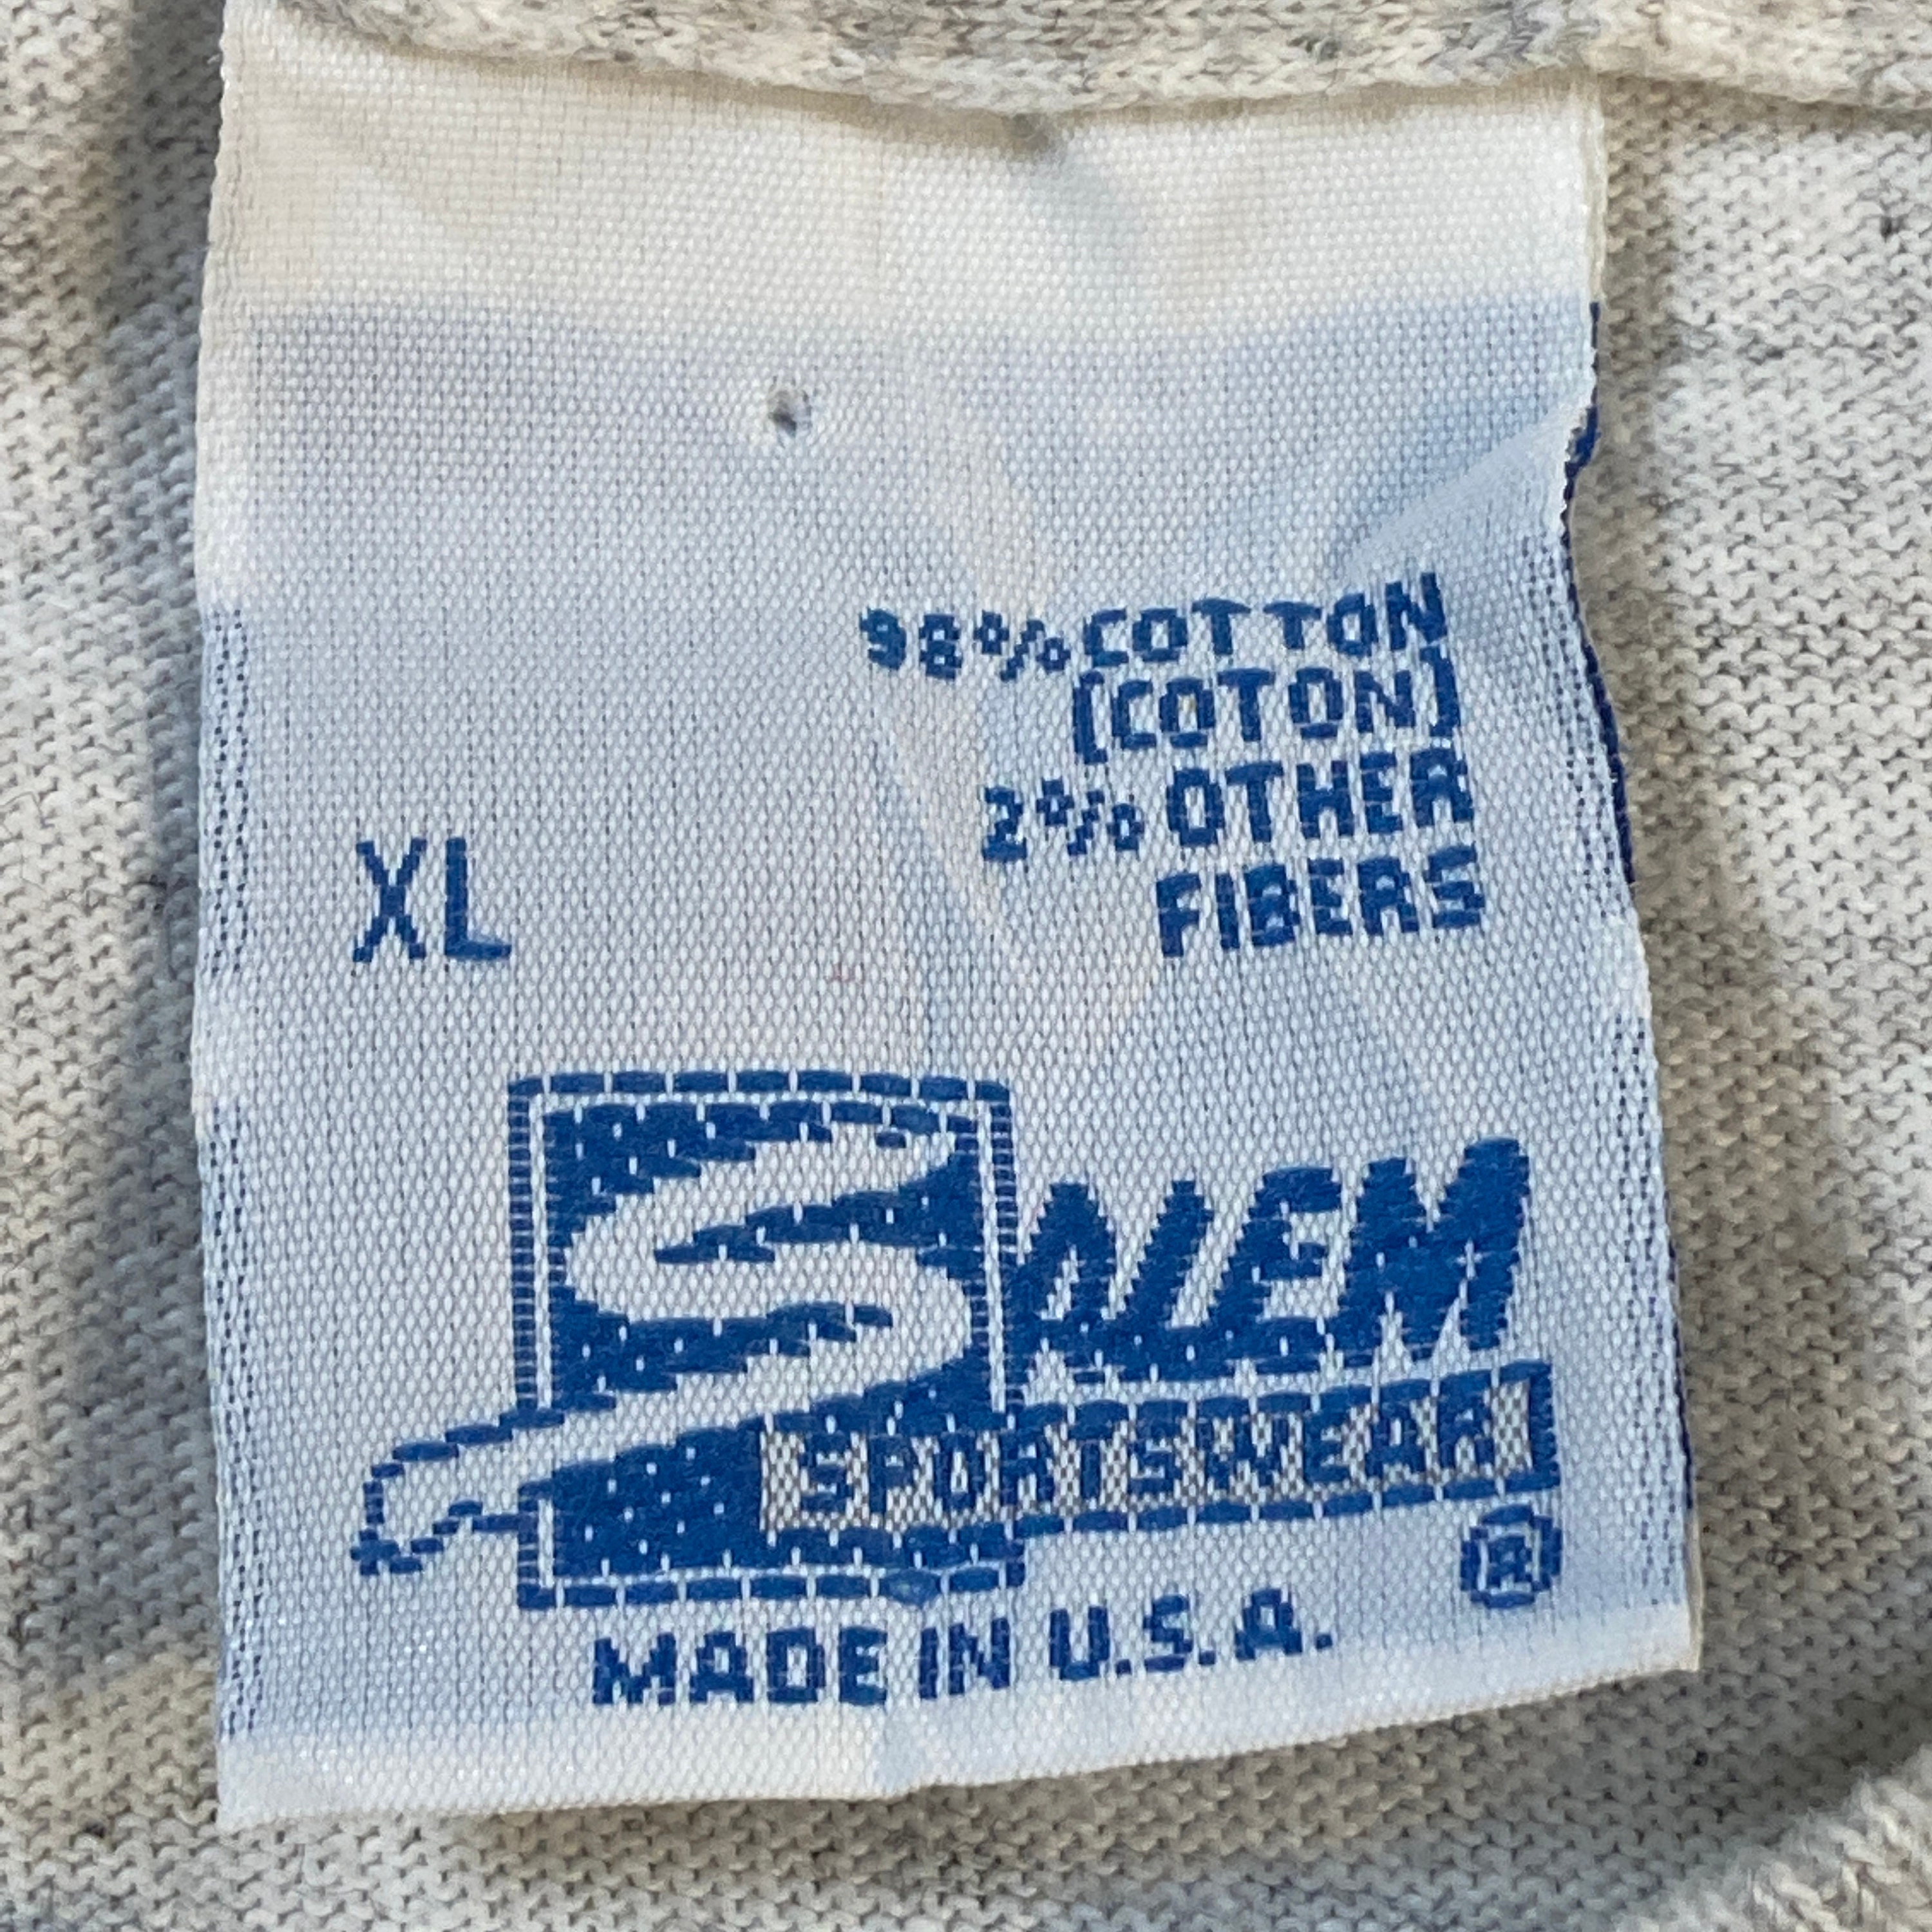 98% COTTON
(COTON)
2% OTHER
FIBERS
XL
SALEM
SPORTSWEAR
®
MADE IN U.S.A.